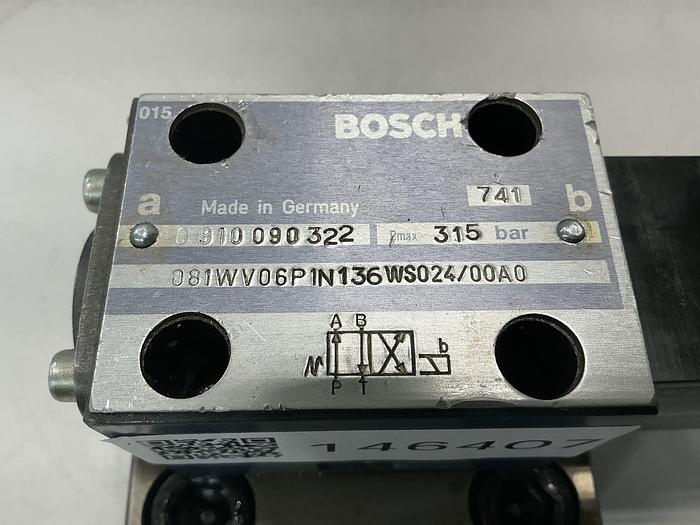 015
BOSCH
741
a b
Made in Germany
0 810 090 322 Pmax 315 bar
081WV06P1N136WS024/00A0
A B
b
P T
146407